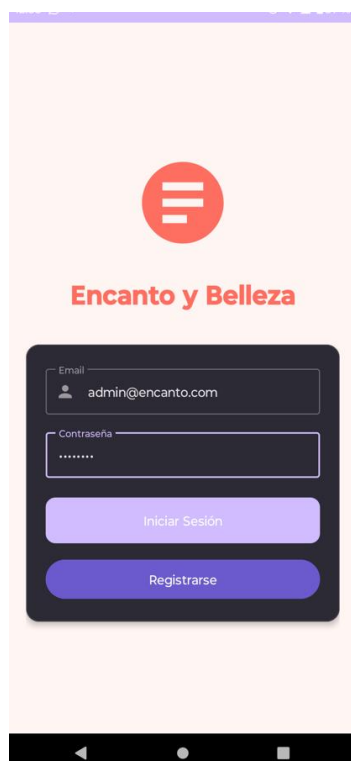 Encanto y Belleza
Email
admin@encanto.com
Contraseña
........
Iniciar Sesión
Registrarse